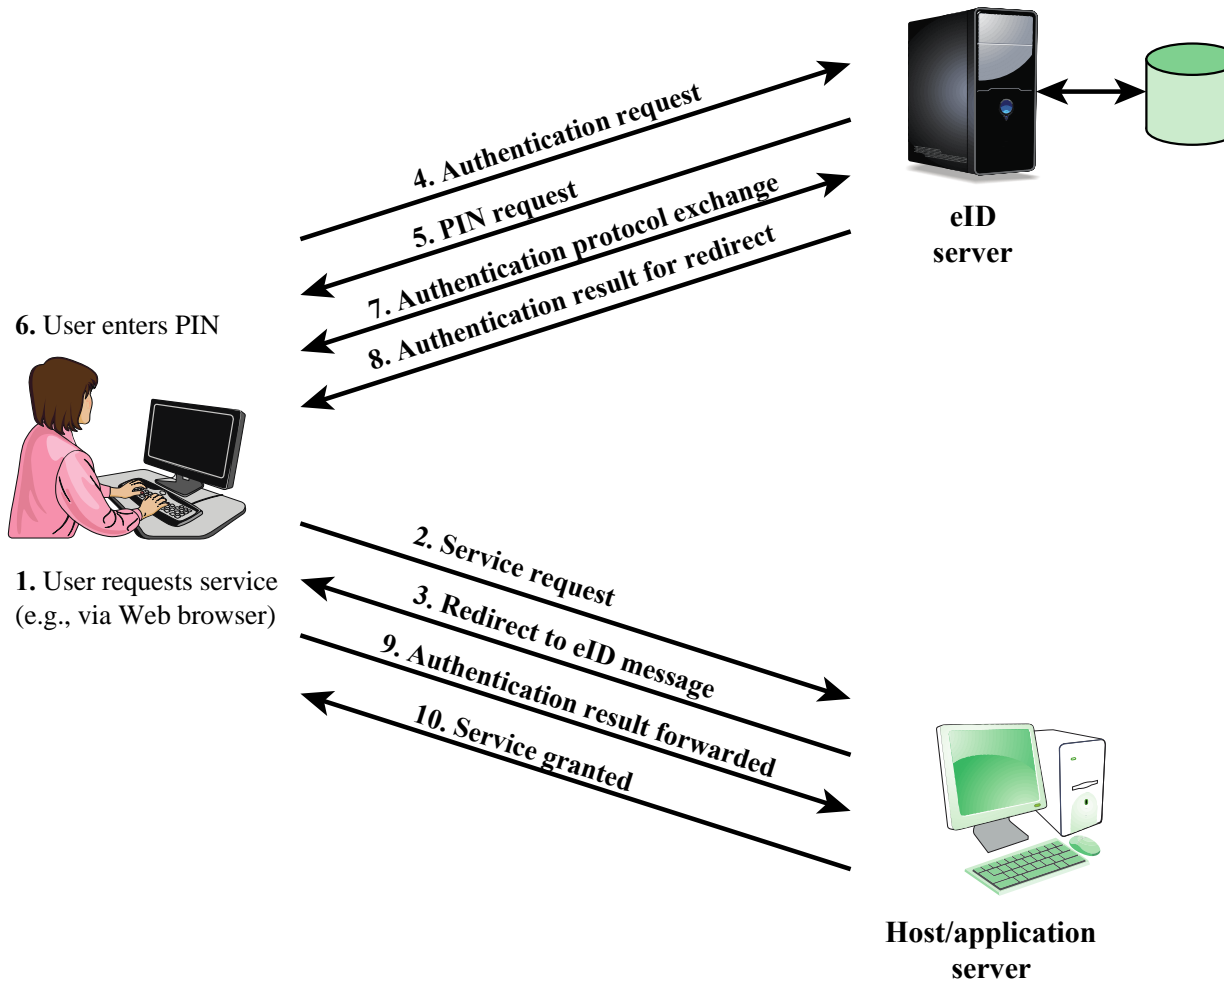 4. Authentication request
5. PIN request
7. Authentication protocol exchange
8. Authentication result for redirect
eID
server
6. User enters PIN
1. User requests service
(e.g., via Web browser)
2. Service request
3. Redirect to eID message
9. Authentication result forwarded
10. Service granted
Host/application
server